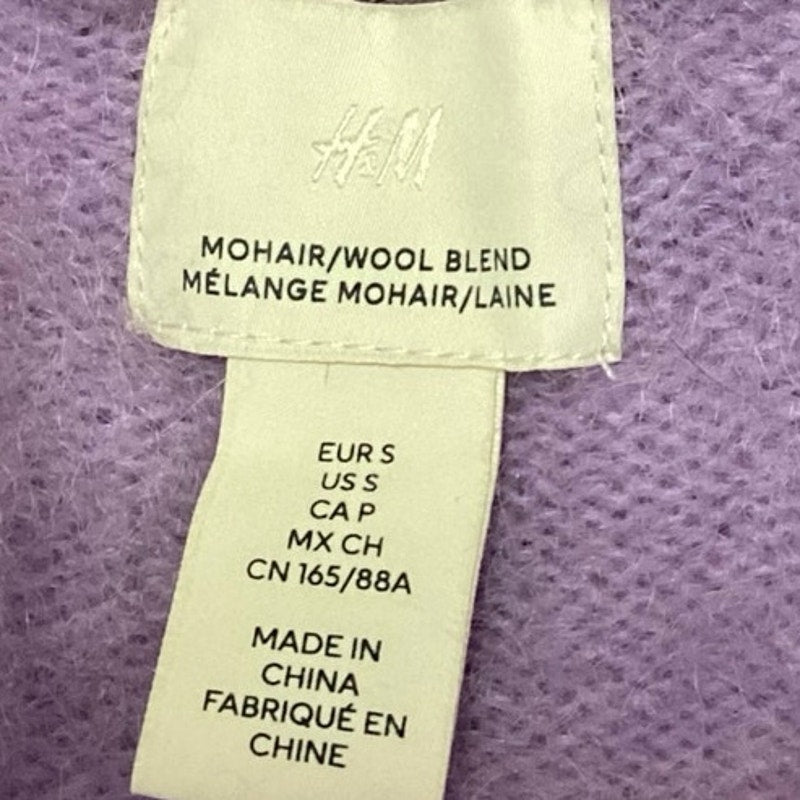 H&M
MOHAIR/WOOL BLEND
MÉLANGE MOHAIR/LAINE
EUR S
US S
CA P
MX CH
CN 165/88A
MADE IN
CHINA
FABRIQUÉ EN
CHINE